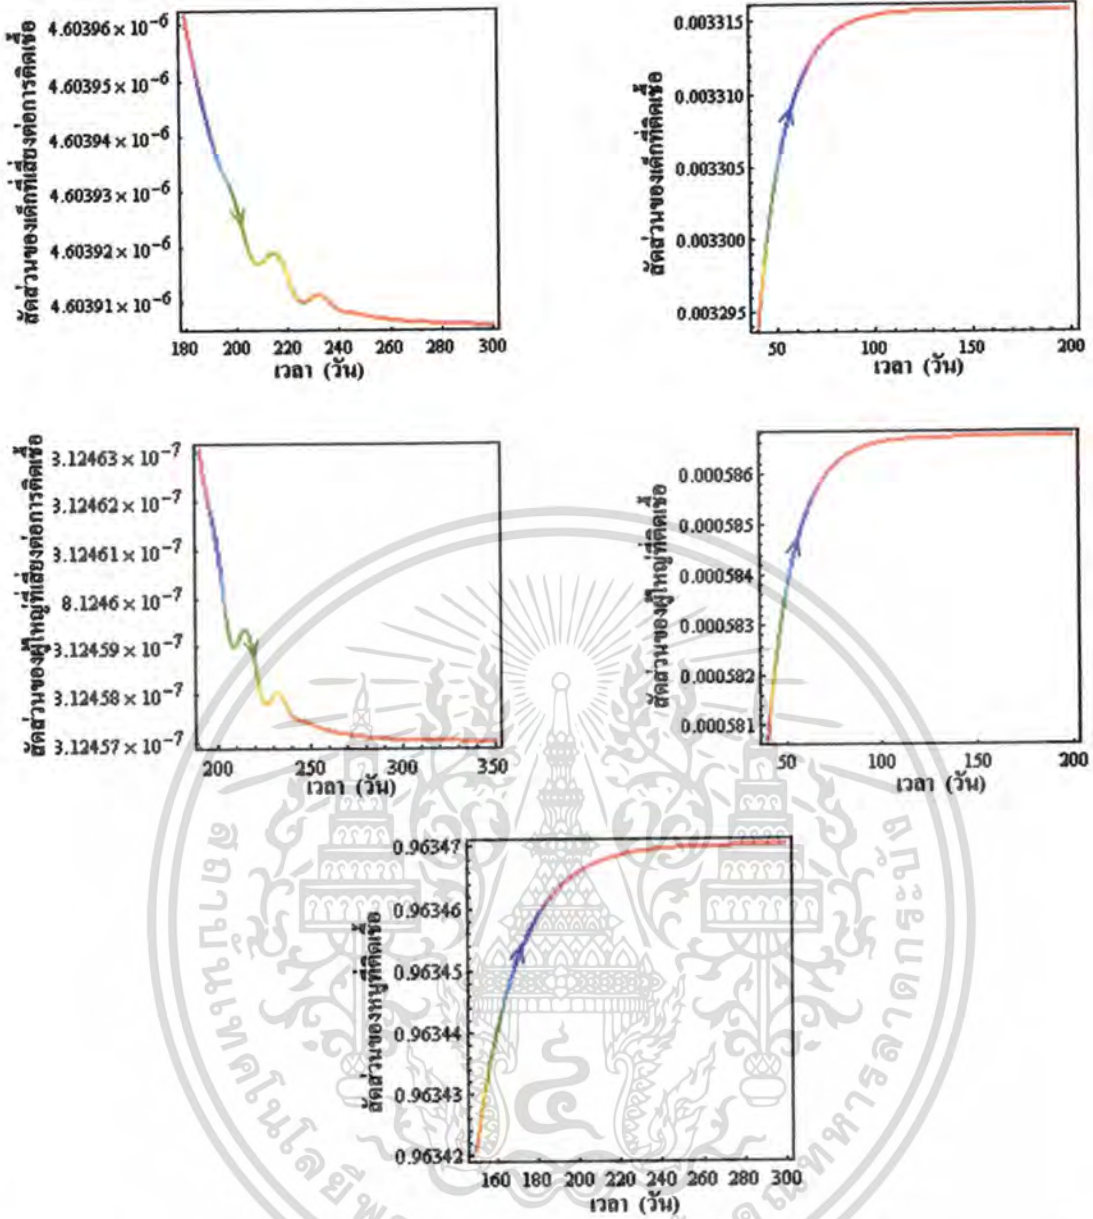 สัดส่วนของเด็กที่เสี่ยงต่อการติดเชื้อ
4.60396 × 10⁻⁶
4.60395 × 10⁻⁶
4.60394 × 10⁻⁶
4.60393 × 10⁻⁶
4.60392 × 10⁻⁶
4.60391 × 10⁻⁶
180 200 220 240 260 280 300
เวลา (วัน)
สัดส่วนของเด็กที่ติดเชื้อ
0.003315
0.003310
0.003305
0.003300
0.003295
50 100 150 200
เวลา (วัน)
สัดส่วนของผู้ใหญ่ที่เสี่ยงต่อการติดเชื้อ
3.12463 × 10⁻⁷
3.12462 × 10⁻⁷
3.12461 × 10⁻⁷
8.1246 × 10⁻⁷
3.12459 × 10⁻⁷
3.12458 × 10⁻⁷
3.12457 × 10⁻⁷
200 250 300 350
เวลา (วัน)
สัดส่วนของผู้ใหญ่ที่ติดเชื้อ
0.000586
0.000585
0.000584
0.000583
0.000582
0.000581
50 100 150 200
เวลา (วัน)
สัดส่วนของหนูที่ติดเชื้อ
0.96347
0.96346
0.96345
0.96344
0.96343
0.96342
160 180 200 220 240 260 280 300
เวลา (วัน)